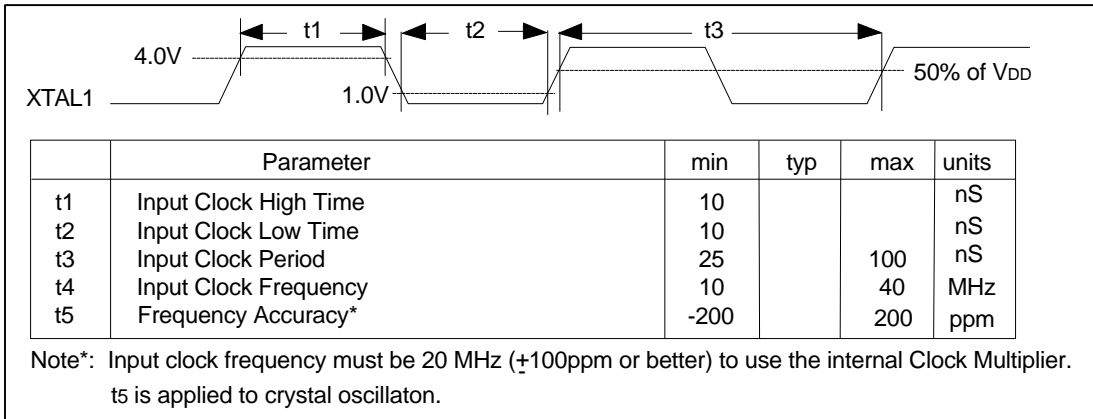 t1 t2 t3
4.0V
50% of VDD
XTAL1 1.0V
Parameter min typ max units
t1 Input Clock High Time 10 nS
t2 Input Clock Low Time 10 nS
t3 Input Clock Period 25 100 nS
t4 Input Clock Frequency 10 40 MHz
t5 Frequency Accuracy* -200 200 ppm
Note*: Input clock frequency must be 20 MHz (±100ppm or better) to use the internal Clock Multiplier.
t5 is applied to crystal oscillaton.